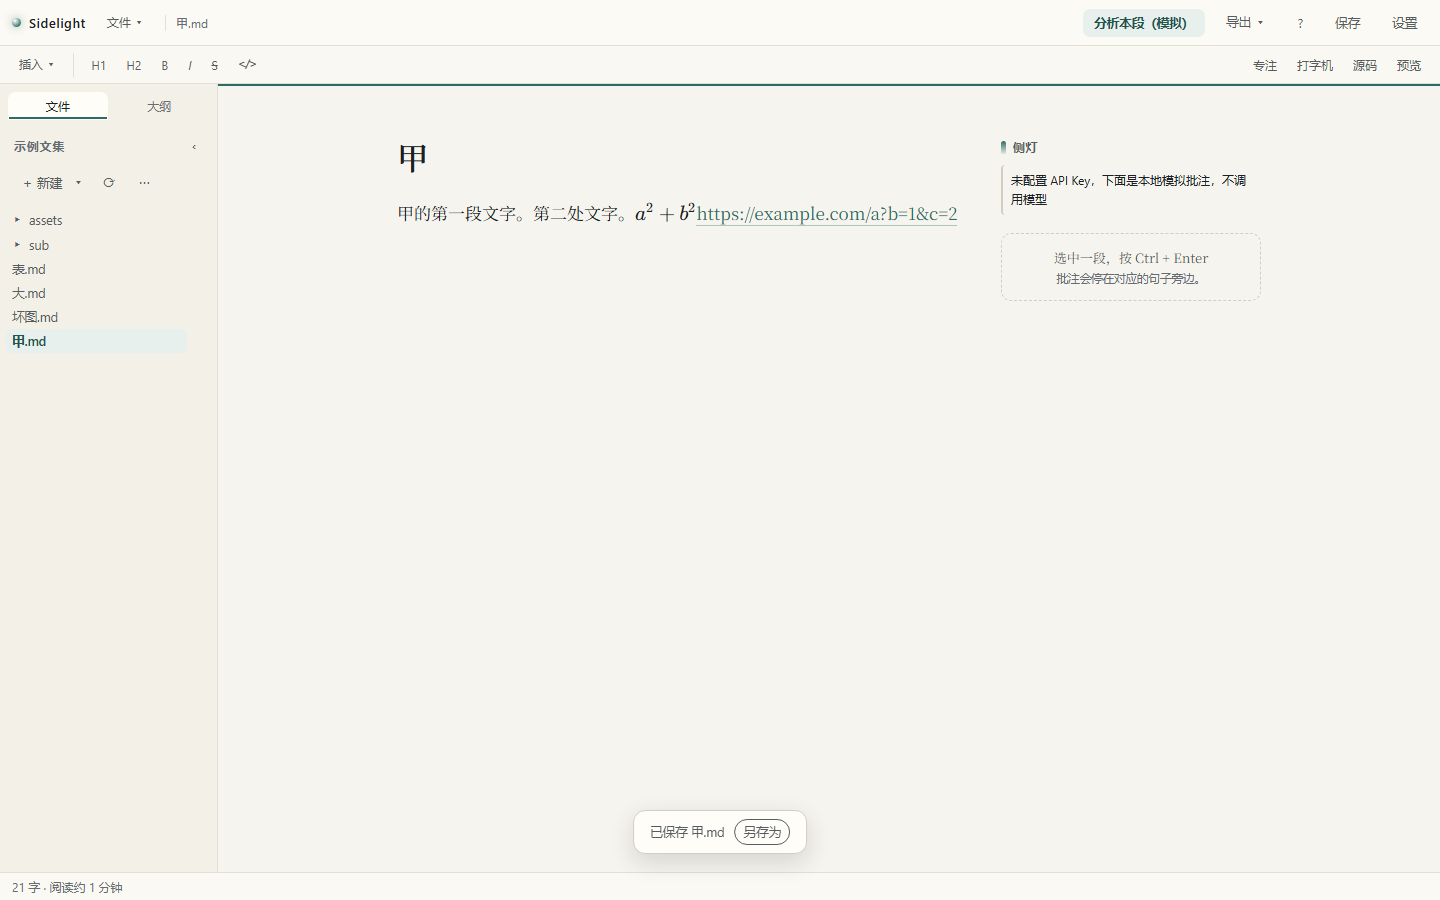 Sidelight 文件 ▾ 甲.md 分析本段（模拟） 导出 ▾ ? 保存 设置
插入 ▾ H1 H2 B I S </> 专注 打字机 源码 预览
文件 大纲
示例文集 ‹
+ 新建 ▾ ⟳ ···
▸ assets
▸ sub
表.md
大.md
坏图.md
甲.md
甲
甲的第一段文字。第二处文字。a² + b²https://example.com/a?b=1&c=2
侧灯
未配置 API Key，下面是本地模拟批注，不调
用模型
选中一段，按 Ctrl + Enter
批注会停在对应的句子旁边。
已保存 甲.md 另存为
21 字 · 阅读约 1 分钟